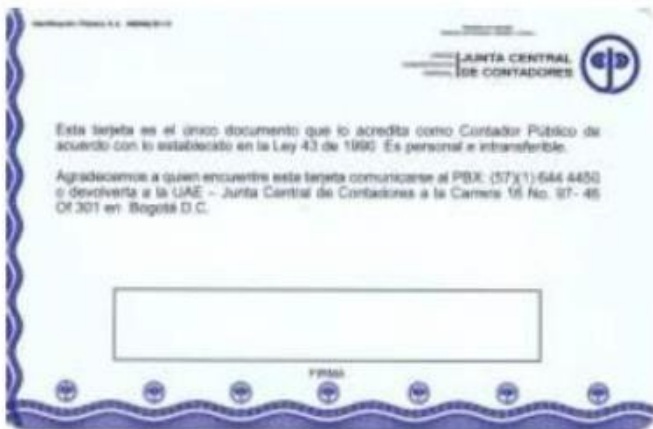 JUNTA CENTRAL
DE CONTADORES
Esta tarjeta es el único documento que lo acredita como Contador Público de
acuerdo con lo establecido en la Ley 43 de 1990. Es personal e intransferible.
Agradecemos a quien encuentre esta tarjeta comunicarse al PBX: (57)(1) 644 4450
o devolverla a la UAE – Junta Central de Contadores a la Carrera 16 No. 97- 46
Of 301 en Bogotá D.C.
FIRMA